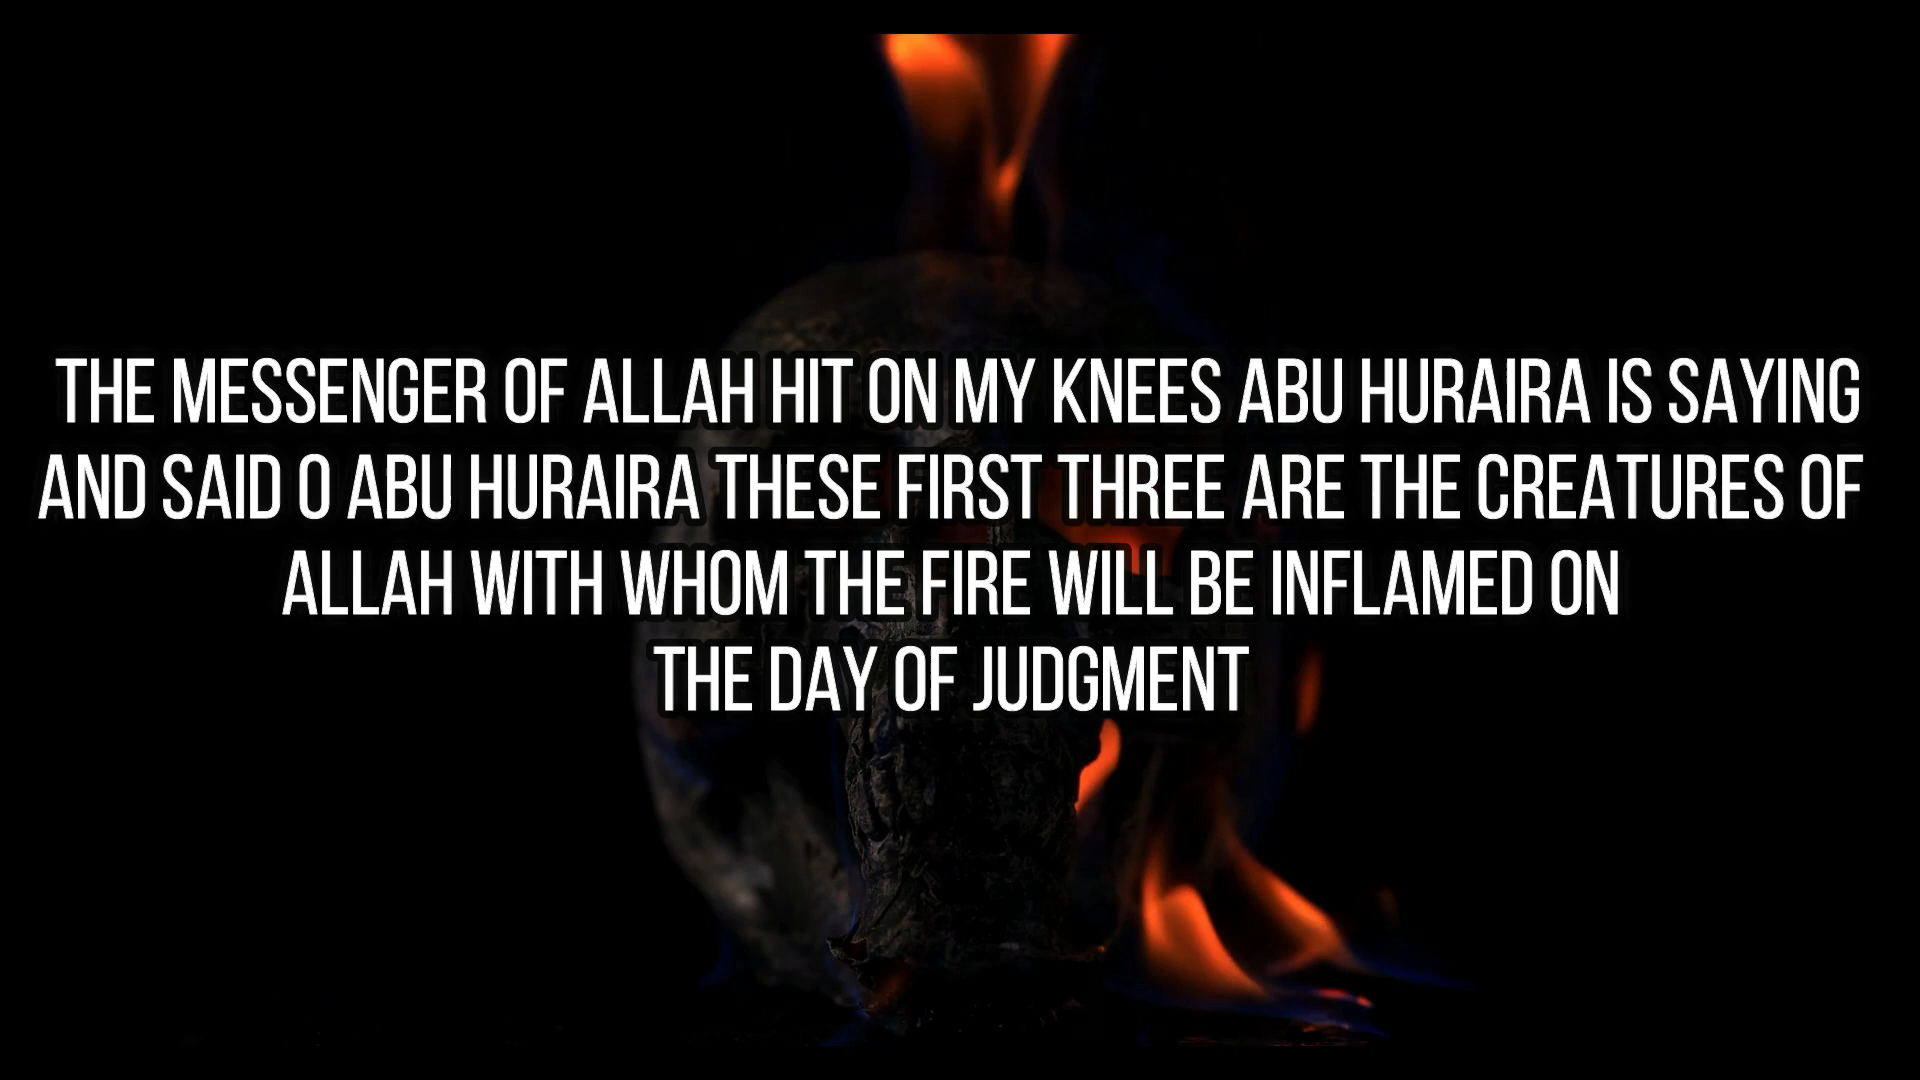 THE MESSENGER OF ALLAH HIT ON MY KNEES ABU HURAIRA IS SAYING
AND SAID O ABU HURAIRA THESE FIRST THREE ARE THE CREATURES OF
ALLAH WITH WHOM THE FIRE WILL BE INFLAMED ON
THE DAY OF JUDGMENT